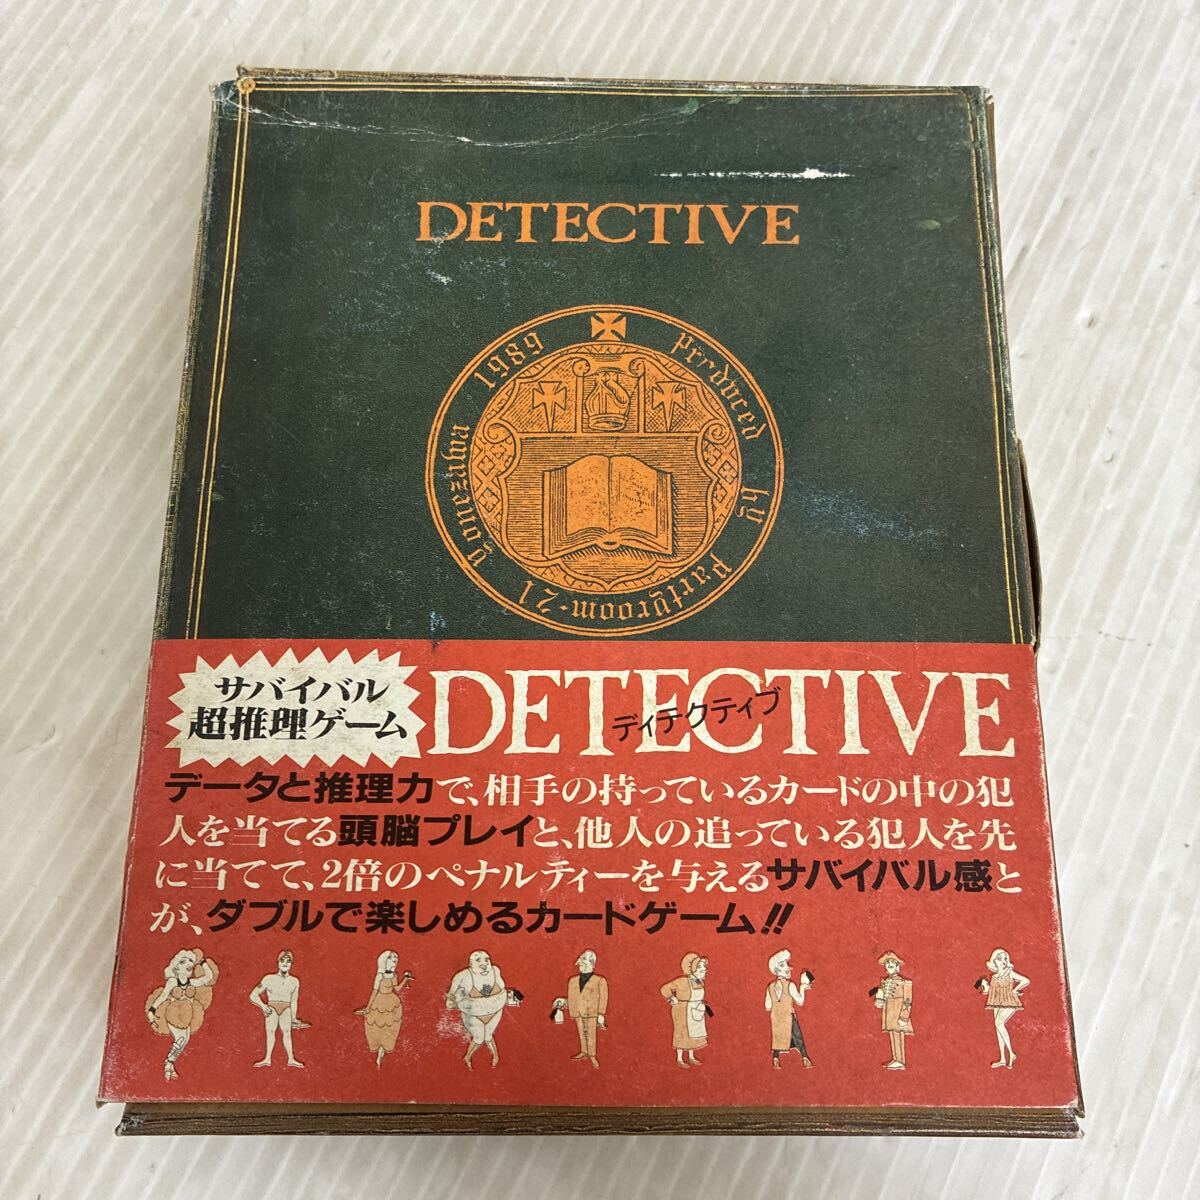 DETECTIVE
yonezawa 1989 Produced by Partyroom·21
サバイバル
超推理ゲーム
DETECTIVE
ディテクティブ
データと推理力で、相手の持っているカードの中の犯
人を当てる頭脳プレイと、他人の追っている犯人を先
に当てて、2倍のペナルティーを与えるサバイバル感と
が、ダブルで楽しめるカードゲーム!!